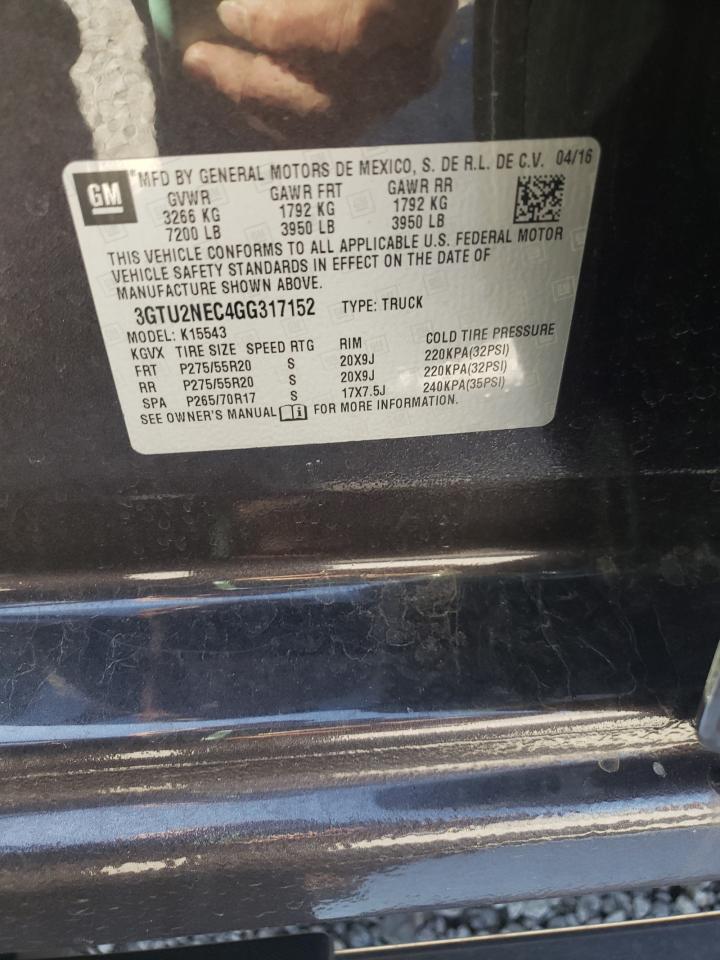 GM
*MFD BY GENERAL MOTORS DE MEXICO, S. DE R.L. DE C.V. 04/16
GVWR GAWR FRT GAWR RR
3266 KG 1792 KG 1792 KG
7200 LB 3950 LB 3950 LB
THIS VEHICLE CONFORMS TO ALL APPLICABLE U.S. FEDERAL MOTOR
VEHICLE SAFETY STANDARDS IN EFFECT ON THE DATE OF
MANUFACTURE SHOWN ABOVE.
3GTU2NEC4GG317152 TYPE: TRUCK
MODEL: K15543
KGVX TIRE SIZE SPEED RTG RIM COLD TIRE PRESSURE
FRT P275/55R20 S 20X9J 220KPA(32PSI)
RR P275/55R20 S 20X9J 220KPA(32PSI)
SPA P265/70R17 S 17X7.5J 240KPA(35PSI)
SEE OWNER'S MANUAL i FOR MORE INFORMATION.